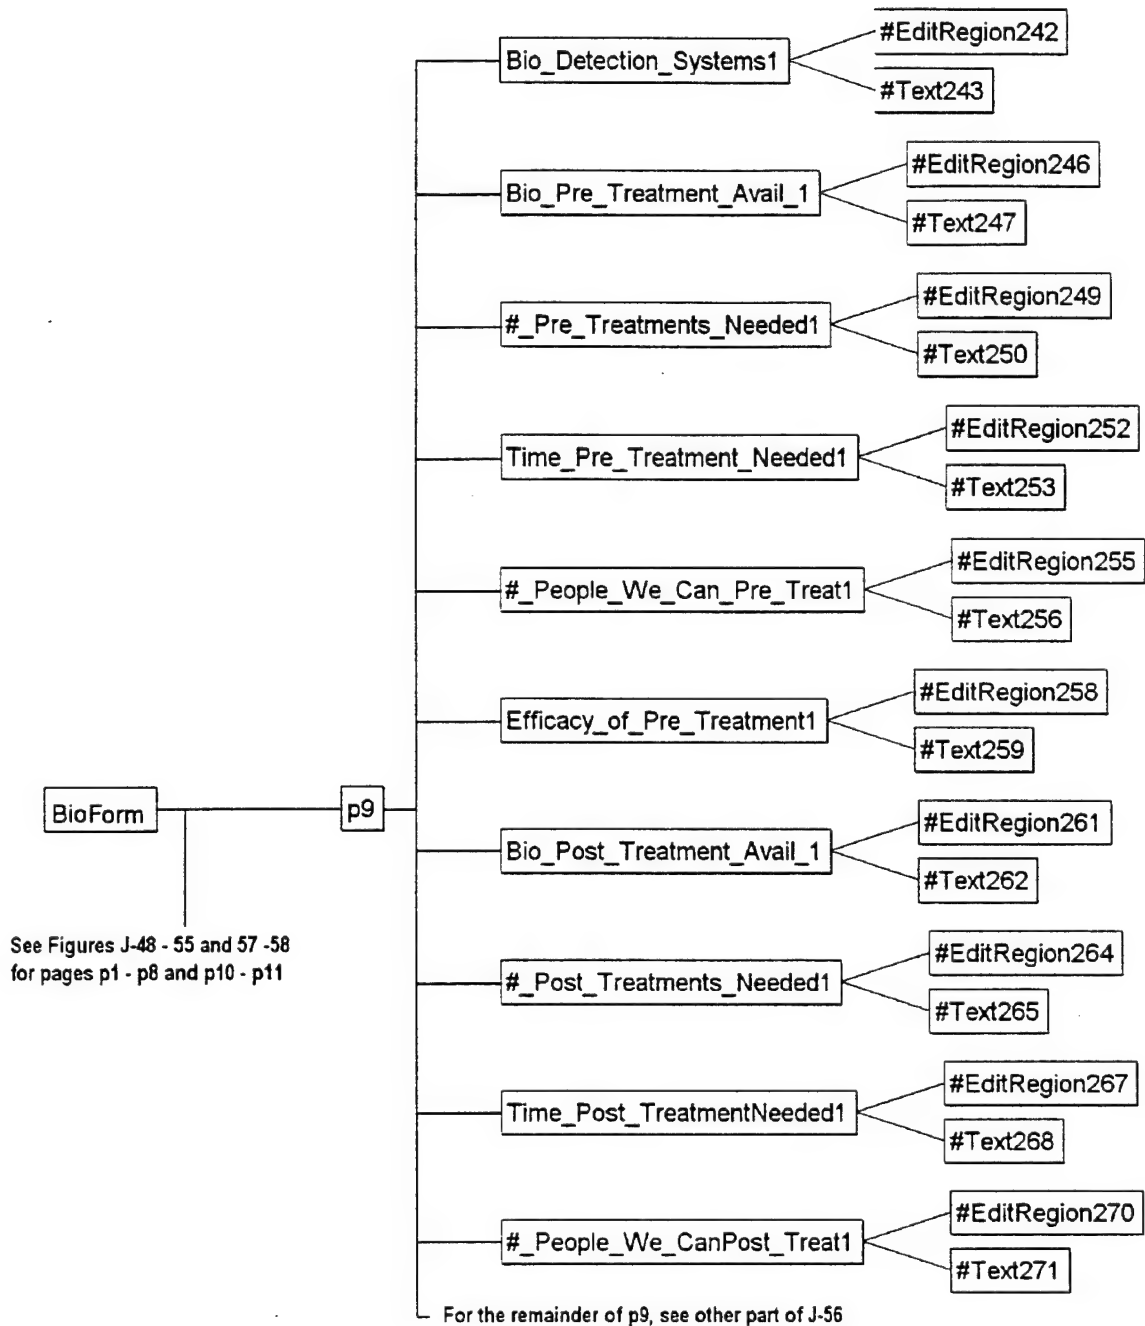 #EditRegion242
Bio_Detection_Systems1
#Text243
#EditRegion246
Bio_Pre_Treatment_Avail_1
#Text247
#EditRegion249
#_Pre_Treatments_Needed1
#Text250
#EditRegion252
Time_Pre_Treatment_Needed1
#Text253
#EditRegion255
#_People_We_Can_Pre_Treat1
#Text256
#EditRegion258
Efficacy_of_Pre_Treatment1
#Text259
BioForm
p9
#EditRegion261
Bio_Post_Treatment_Avail_1
#Text262
See Figures J-48 - 55 and 57 -58
for pages p1 - p8 and p10 - p11
#EditRegion264
#_Post_Treatments_Needed1
#Text265
#EditRegion267
Time_Post_TreatmentNeeded1
#Text268
#EditRegion270
#_People_We_CanPost_Treat1
#Text271
For the remainder of p9, see other part of J-56